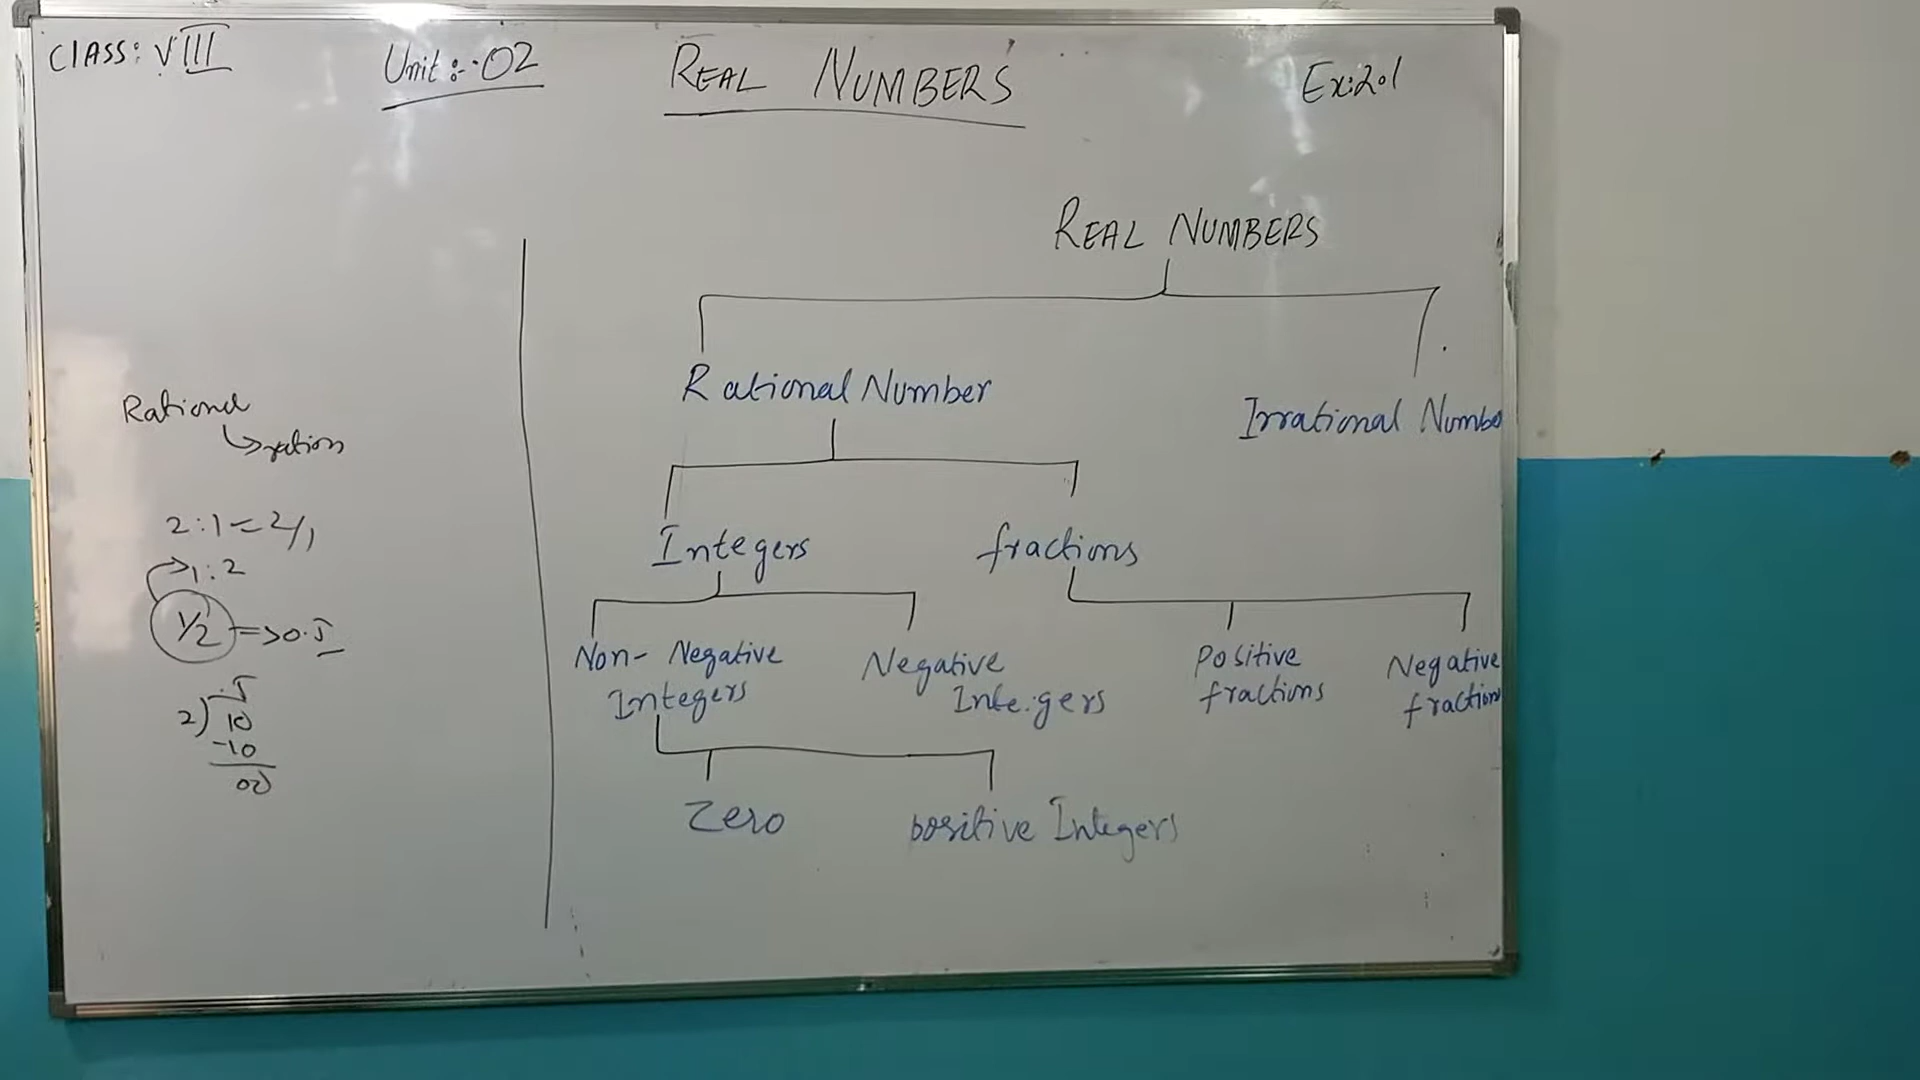 CLASS: VIII
Unit:-02
REAL NUMBERS
Ex:2.1
REAL NUMBERS
Rational Number
Irrational Number
Integers
fractions
Non-Negative
Integers
Negative
Integers
Positive
fractions
Negative
fraction
Zero
positive Integers
Rational
2:1=2/1
1:2
1/2 => 0.5
.5
2) 10
-10
00